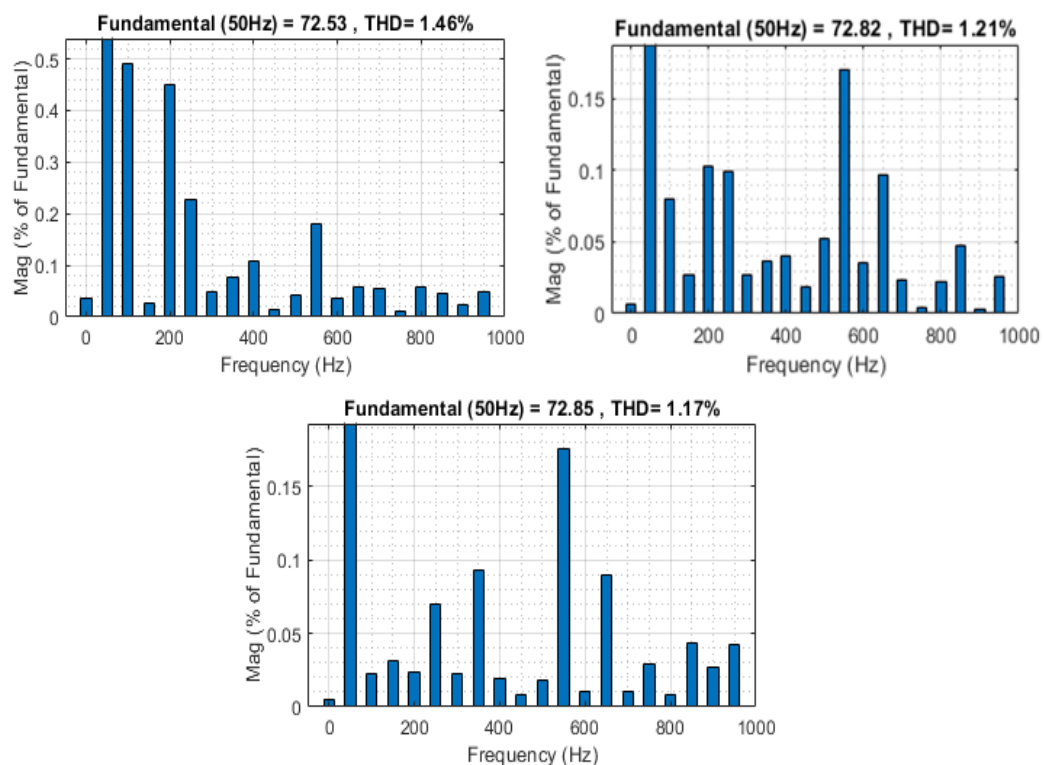 Fundamental (50Hz) = 72.53 , THD= 1.46%
Mag (% of Fundamental)
0.5
0.4
0.3
0.2
0.1
0
0 200 400 600 800 1000
Frequency (Hz)
Fundamental (50Hz) = 72.82 , THD= 1.21%
Mag (% of Fundamental)
0.15
0.1
0.05
0
0 200 400 600 800 1000
Frequency (Hz)
Fundamental (50Hz) = 72.85 , THD= 1.17%
Mag (% of Fundamental)
0.15
0.1
0.05
0
0 200 400 600 800 1000
Frequency (Hz)